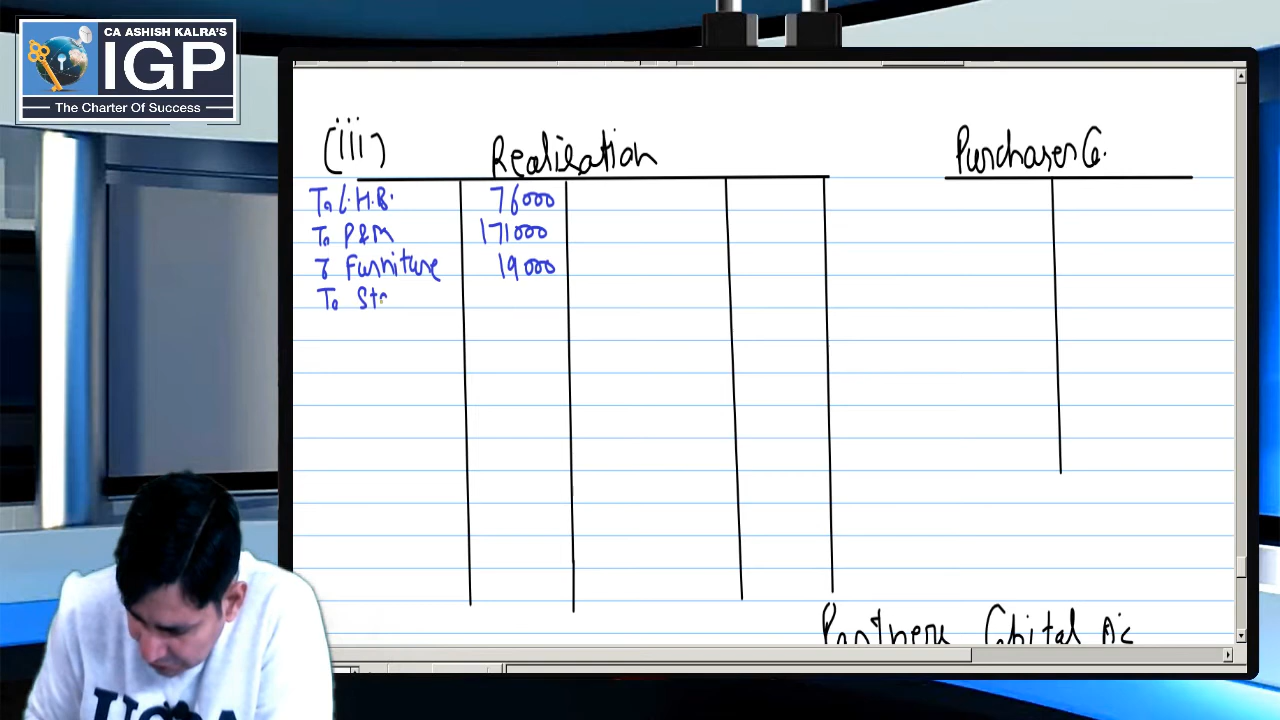 CA ASHISH KALRA'S
IGP
The Charter Of Success
(iii) Realisation Purchaser Co.
To L.H.B. 76000
To P&M 171000
To Furniture 19000
To Sto
Partners Capital A/c